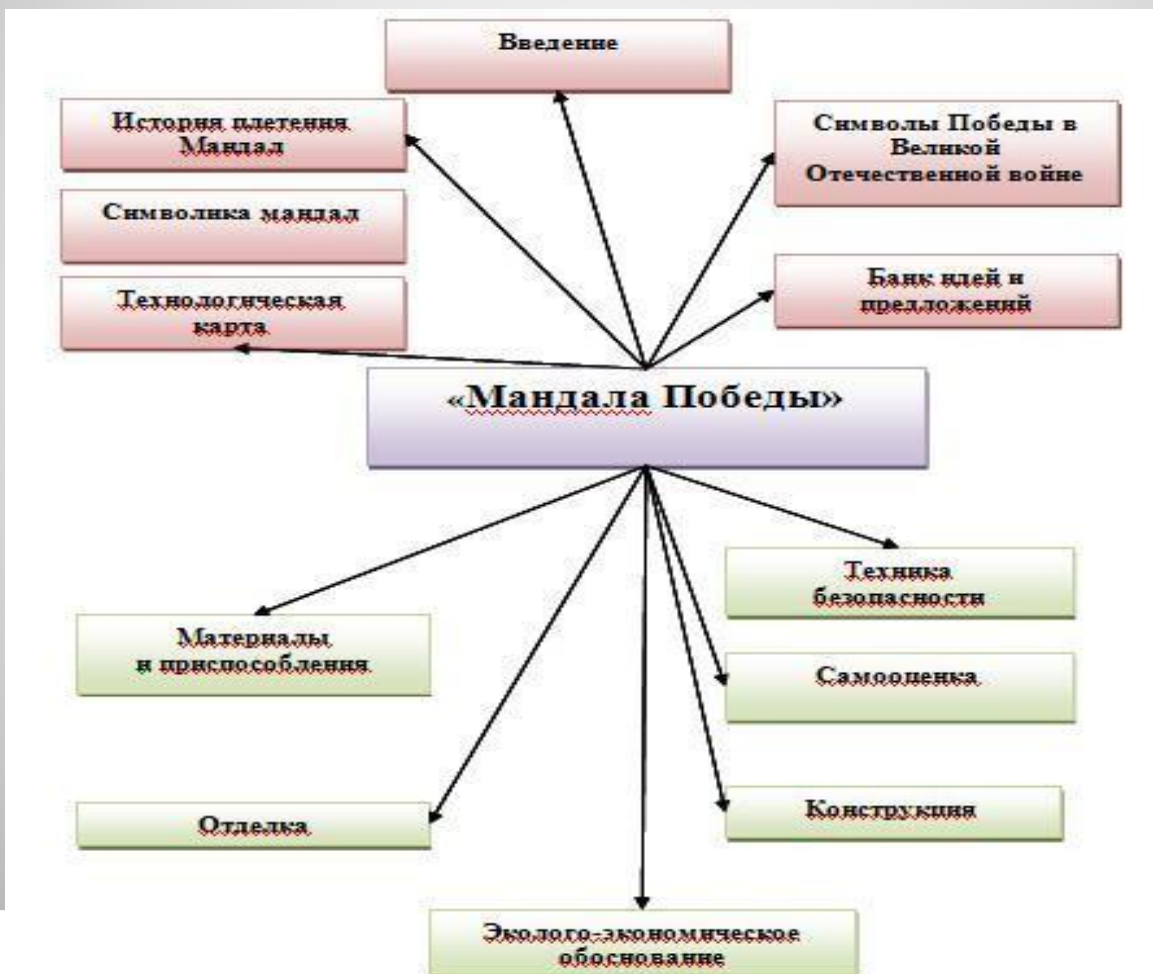 Введение
История плетения
Мандал
Символы Победы в
Великой
Отечественной войне
Символика мандал
Банк идей и
предложений
Технологическая
карта
«Мандала Победы»
Техника
безопасности
Материалы
и приспособления
Самооценка
Отделка
Конструкция
Эколого-экономическое
обоснование